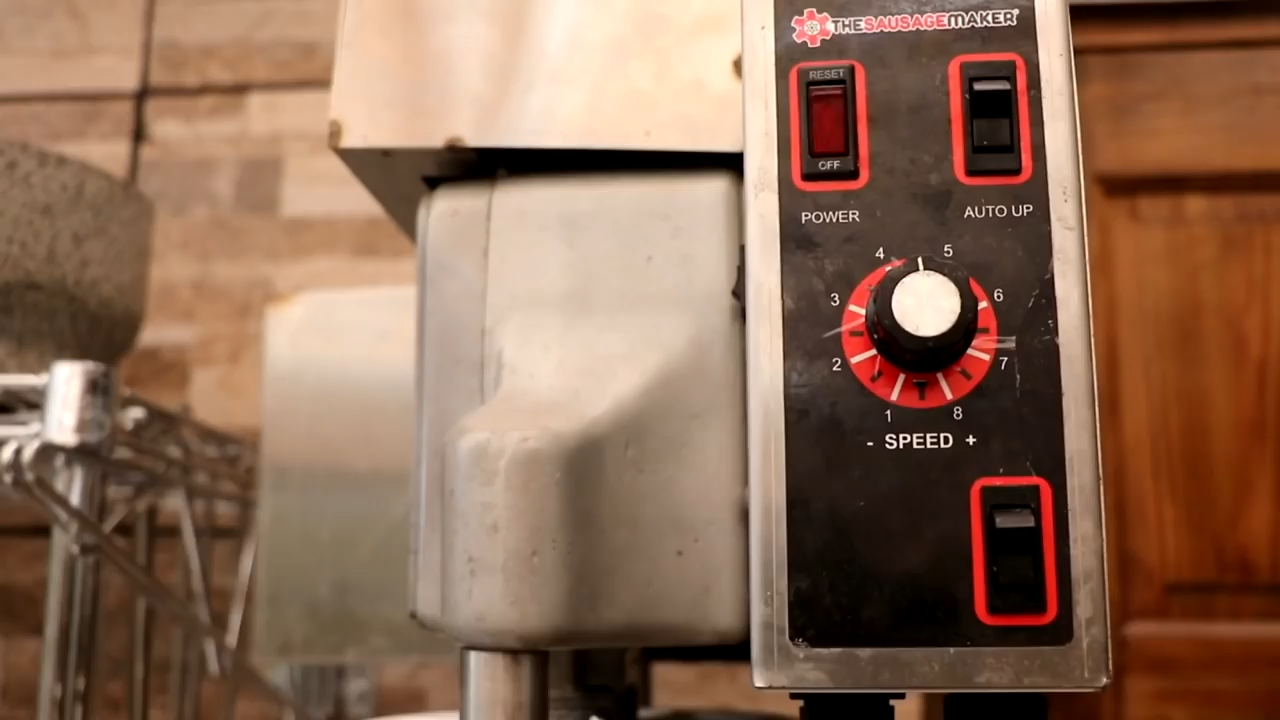 THESAUSAGEMAKER
RESET
OFF
POWER
AUTO UP
4 5
3 6
2 7
1 8
- SPEED +